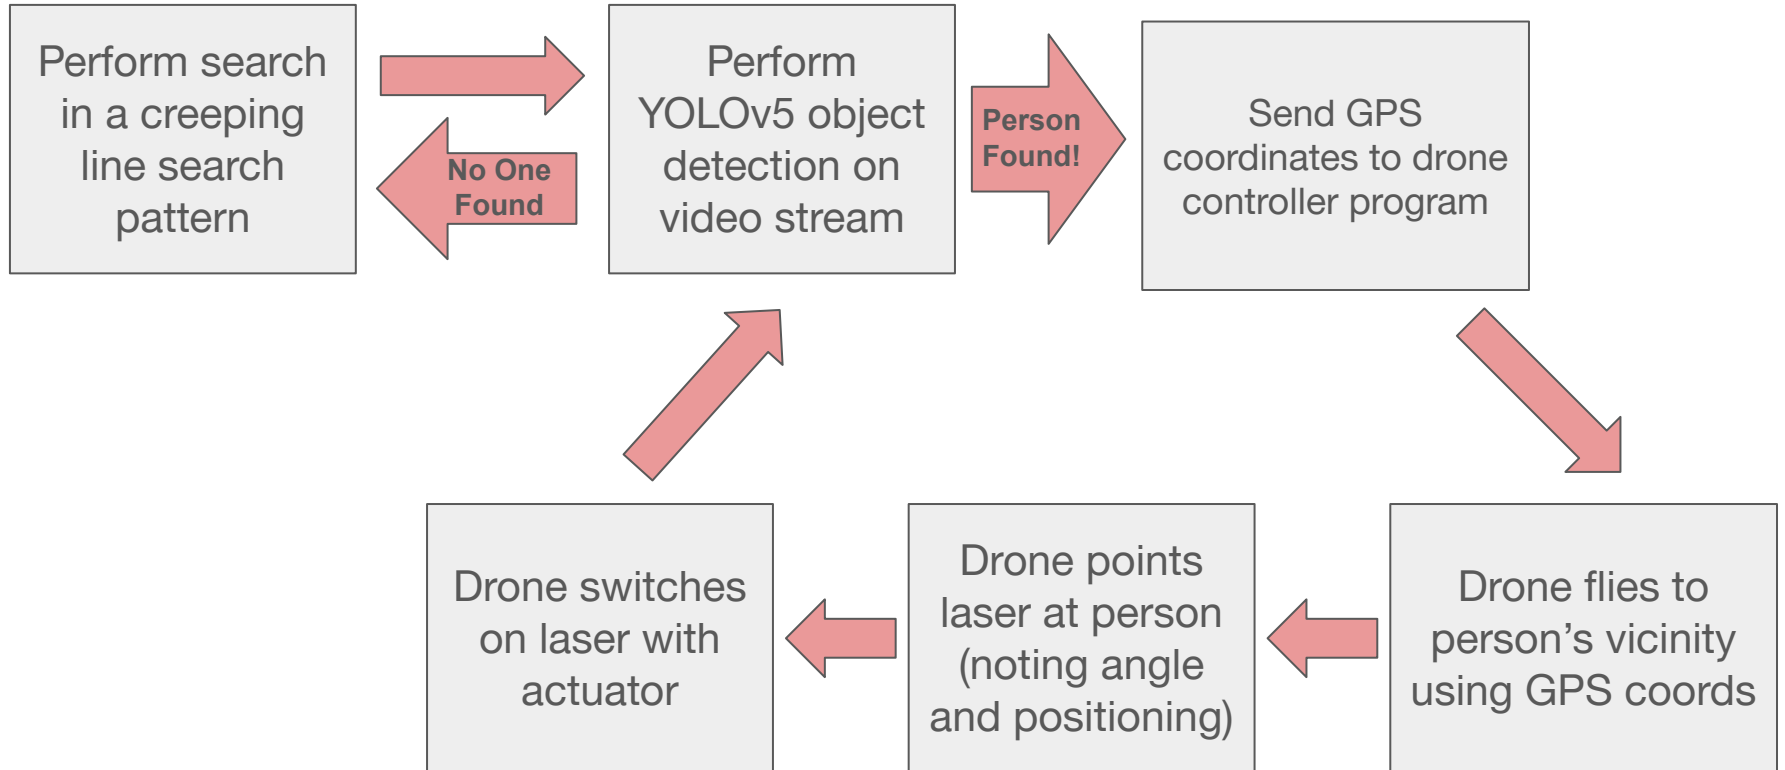 Perform search
in a creeping
line search
pattern
No One
Found
Perform
YOLOv5 object
detection on
video stream
Person
Found!
Send GPS
coordinates to drone
controller program
Drone flies to
person’s vicinity
using GPS coords
Drone points
laser at person
(noting angle
and positioning)
Drone switches
on laser with
actuator